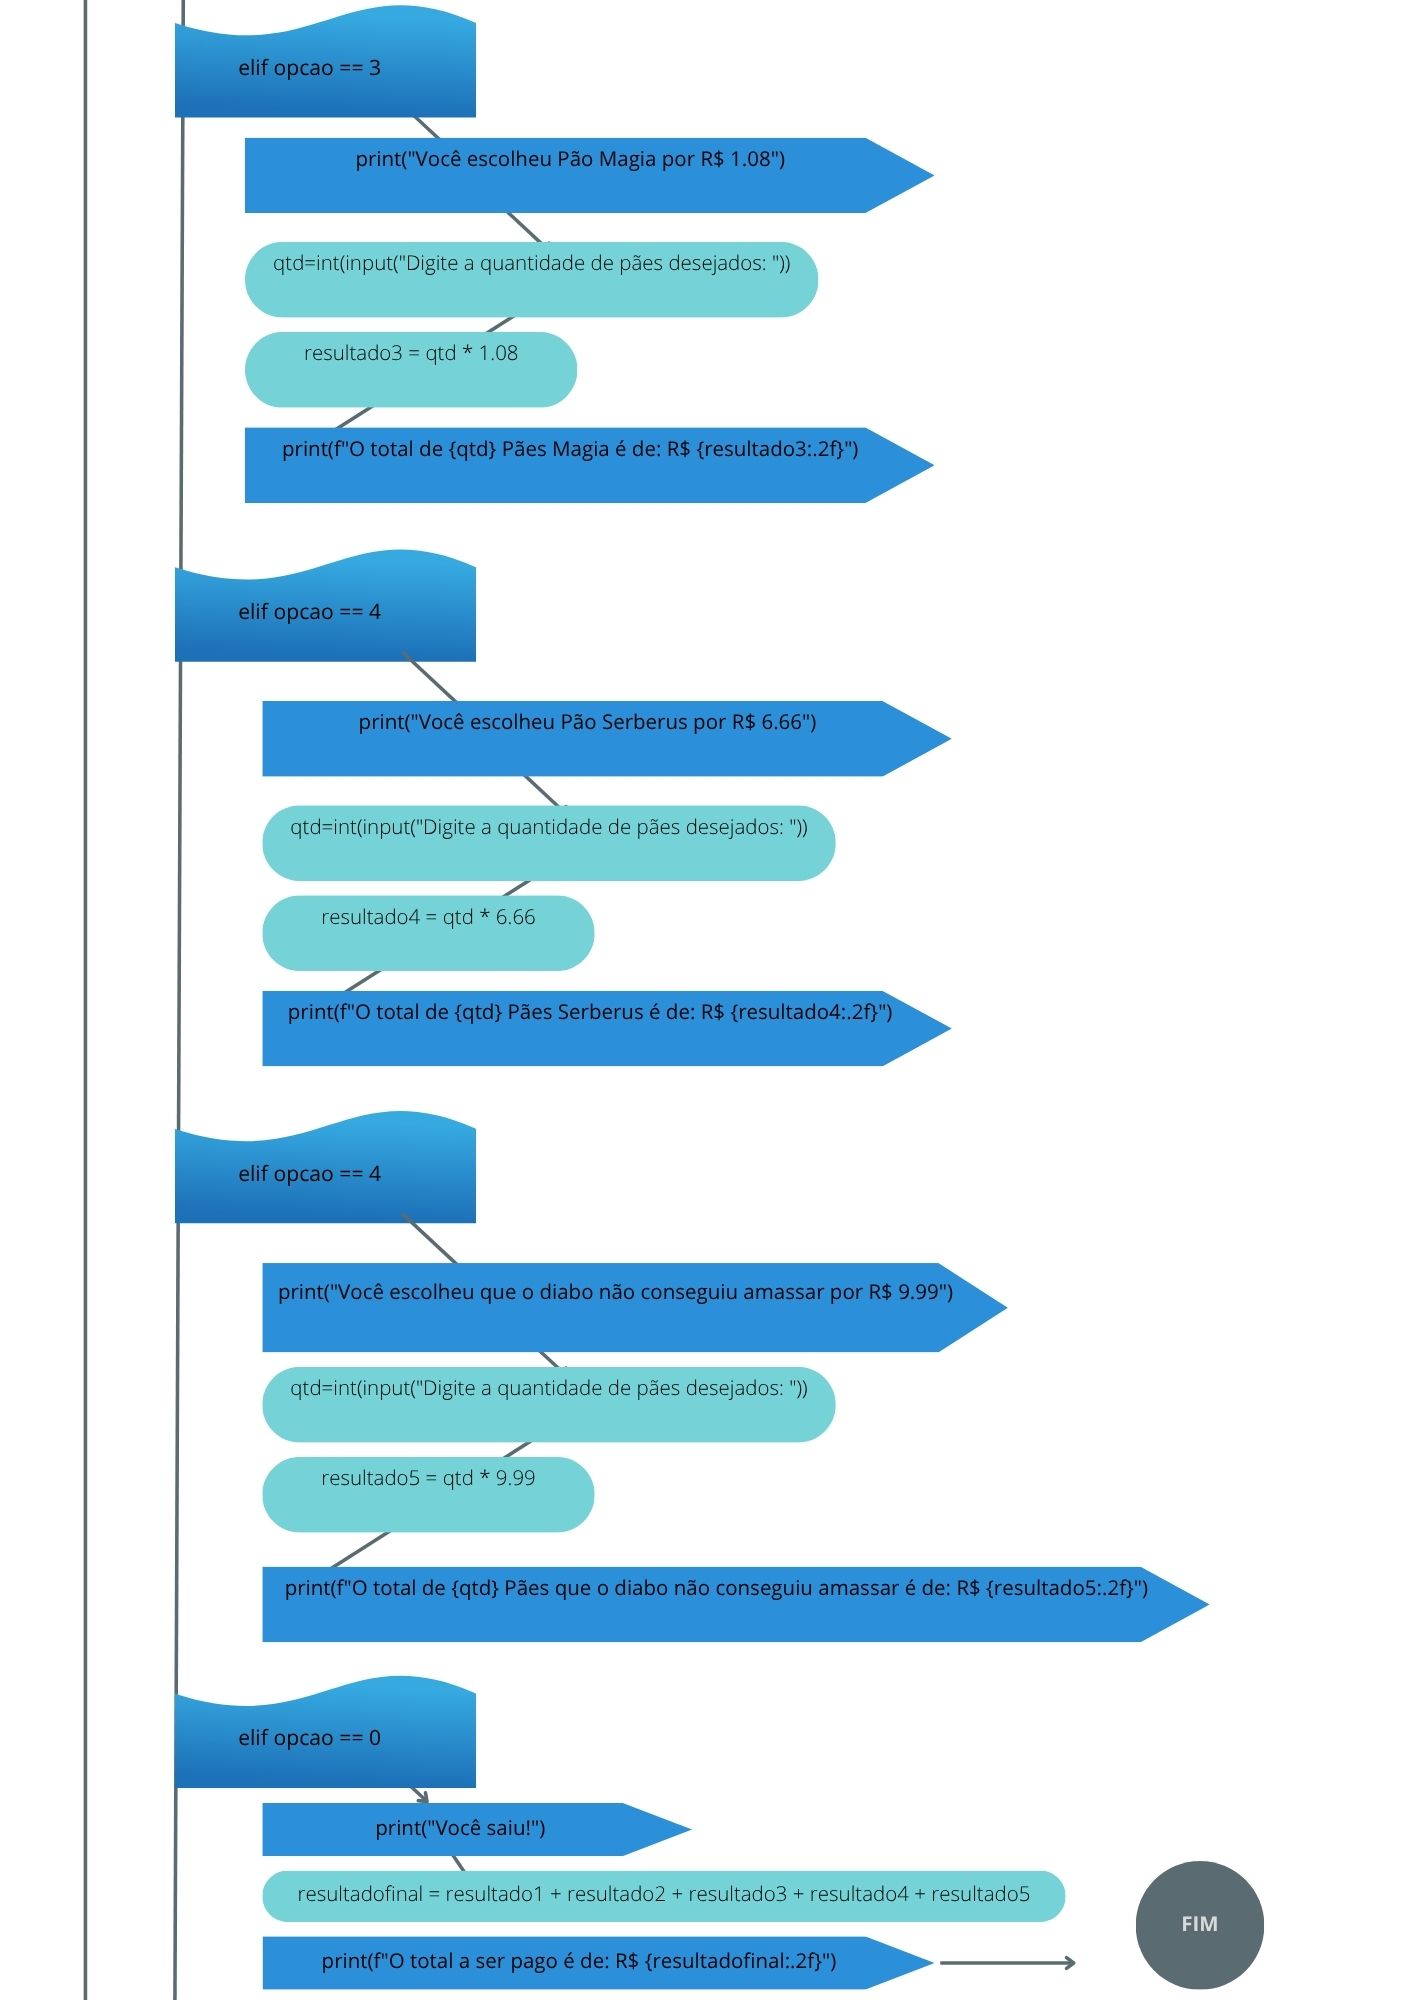 elif opcao == 3
print("Você escolheu Pão Magia por R$ 1.08")
qtd=int(input("Digite a quantidade de pães desejados: "))
resultado3 = qtd * 1.08
print(f"O total de {qtd} Pães Magia é de: R$ {resultado3:.2f}")
elif opcao == 4
print("Você escolheu Pão Serberus por R$ 6.66")
qtd=int(input("Digite a quantidade de pães desejados: "))
resultado4 = qtd * 6.66
print(f"O total de {qtd} Pães Serberus é de: R$ {resultado4:.2f}")
elif opcao == 4
print("Você escolheu que o diabo não conseguiu amassar por R$ 9.99")
qtd=int(input("Digite a quantidade de pães desejados: "))
resultado5 = qtd * 9.99
print(f"O total de {qtd} Pães que o diabo não conseguiu amassar é de: R$ {resultado5:.2f}")
elif opcao == 0
print("Você saiu!")
resultadofinal = resultado1 + resultado2 + resultado3 + resultado4 + resultado5
FIM
print(f"O total a ser pago é de: R$ {resultadofinal:.2f}")